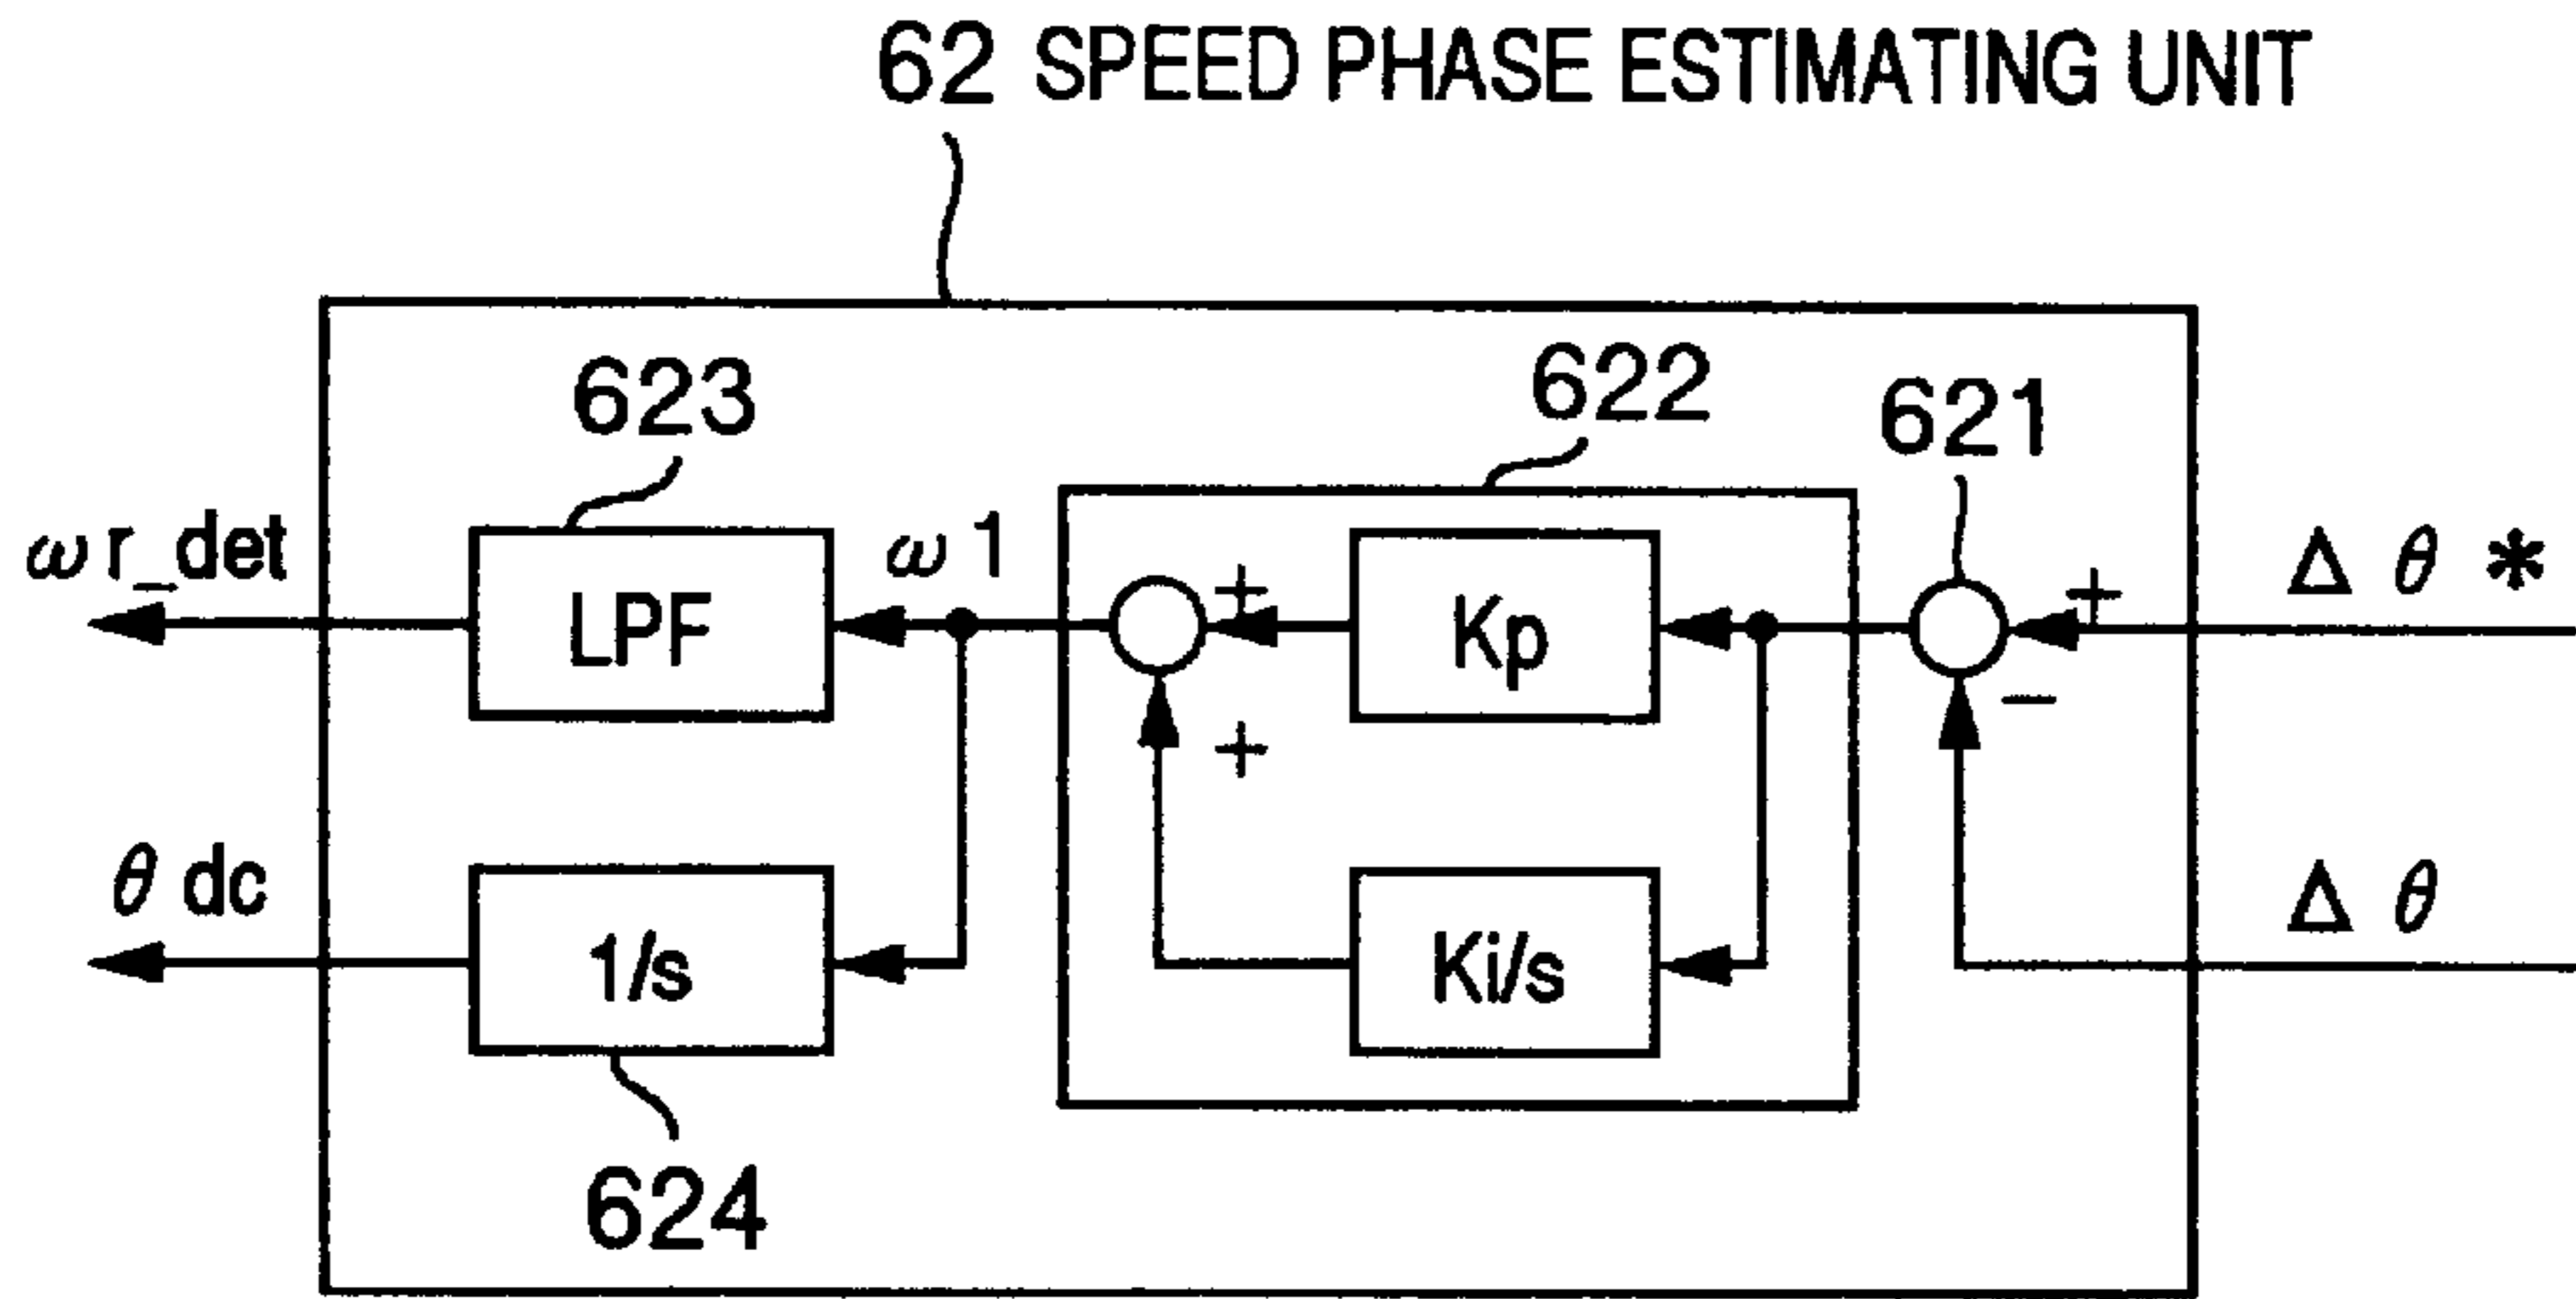 62 SPEED PHASE ESTIMATING UNIT
623
622
621
ω r_det
LPF
ω 1
+
Kp
+
Δ θ *
+
−
θ dc
1/s
Ki/s
Δ θ
624